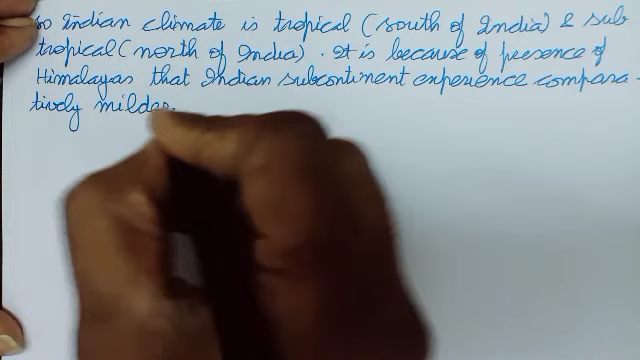 so Indian climate is tropical (south of India) & sub
tropical (north of India). It is because of presence of
Himalayas that Indian subcontinent experience compara-
tively milder